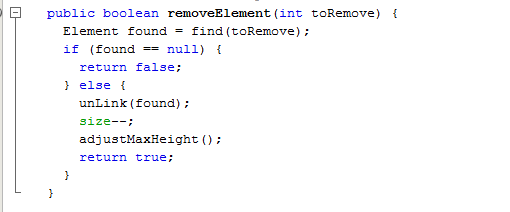 public boolean removeElement(int toRemove) {
Element found = find(toRemove);
if (found == null) {
return false;
} else {
unLink(found);
size--;
adjustMaxHeight();
return true;
}
}